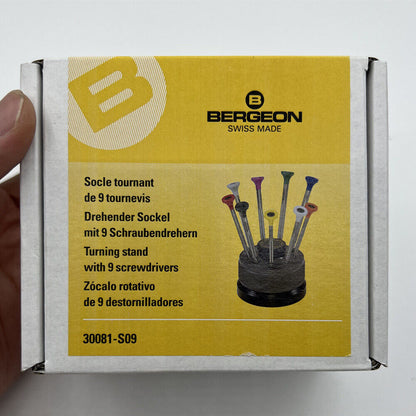 B
B
BERGEON
SWISS MADE
Socle tournant
de 9 tournevis
Drehender Sockel
mit 9 Schraubendrehern
Turning stand
with 9 screwdrivers
Zócalo rotativo
de 9 destornilladores
30081-S09